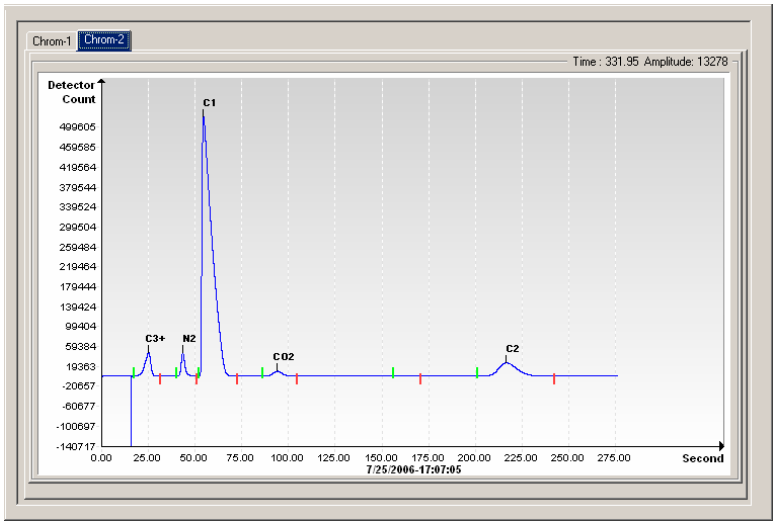 Chrom-1 Chrom-2
Time : 331.95 Amplitude: 13278
Detector
Count
499605
459585
419564
379544
339524
299504
259484
219464
179444
139424
99404
59384
19363
-20657
-60677
-100697
-140717
C1
C3+ N2
CO2
C2
0.00 25.00 50.00 75.00 100.00 125.00 150.00 175.00 200.00 225.00 250.00 275.00 Second
7/25/2006-17:07:05